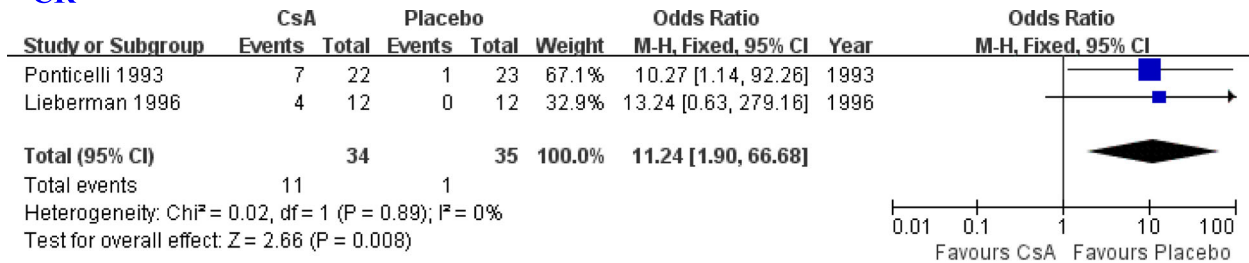 CR
CsA Placebo Odds Ratio Odds Ratio
Study or Subgroup Events Total Events Total Weight M-H, Fixed, 95% CI Year M-H, Fixed, 95% CI
Ponticelli 1993 7 22 1 23 67.1% 10.27 [1.14, 92.26] 1993
Lieberman 1996 4 12 0 12 32.9% 13.24 [0.63, 279.16] 1996
Total (95% CI) 34 35 100.0% 11.24 [1.90, 66.68]
Total events 11 1
Heterogeneity: Chi² = 0.02, df = 1 (P = 0.89); I² = 0%
Test for overall effect: Z = 2.66 (P = 0.008)
0.01 0.1 1 10 100
Favours CsA Favours Placebo